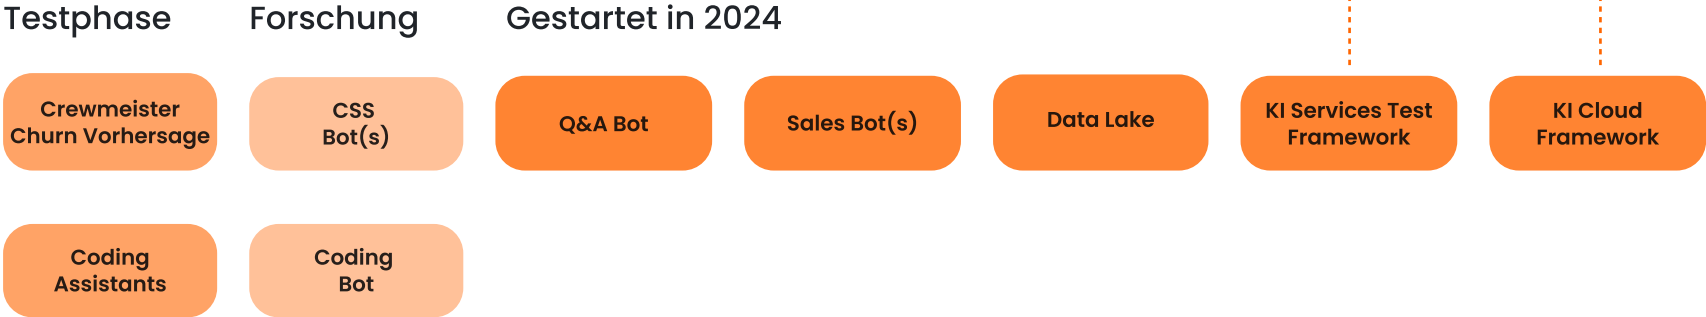 Testphase
Forschung
Gestartet in 2024
Crewmeister
Churn Vorhersage
CSS
Bot(s)
Q&A Bot
Sales Bot(s)
Data Lake
KI Services Test
Framework
KI Cloud
Framework
Coding
Assistants
Coding
Bot